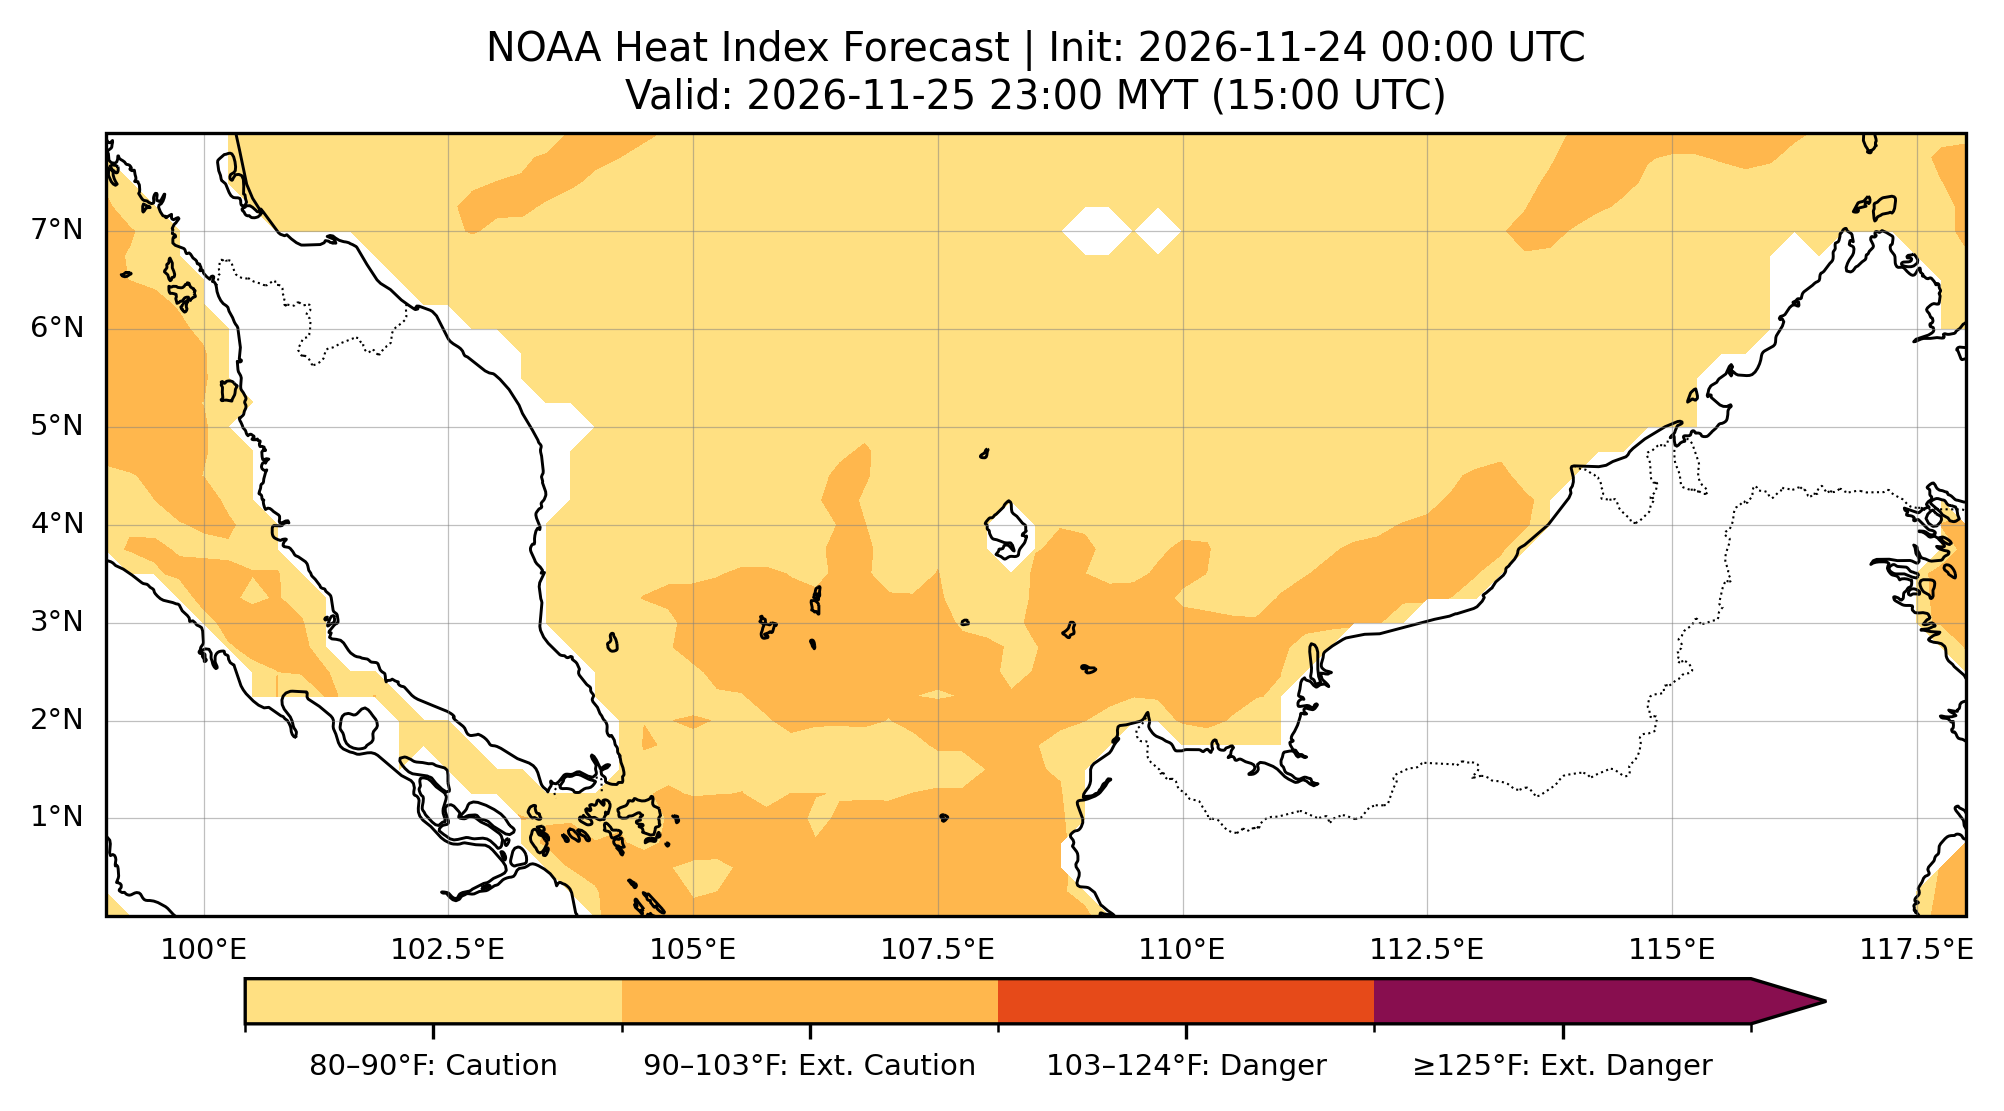 NOAA Heat Index Forecast | Init: 2026-11-24 00:00 UTC
Valid: 2026-11-25 23:00 MYT (15:00 UTC)
7°N
6°N
5°N
4°N
3°N
2°N
1°N
100°E 102.5°E 105°E 107.5°E 110°E 112.5°E 115°E 117.5°E
80–90°F: Caution 90–103°F: Ext. Caution 103–124°F: Danger ≥125°F: Ext. Danger